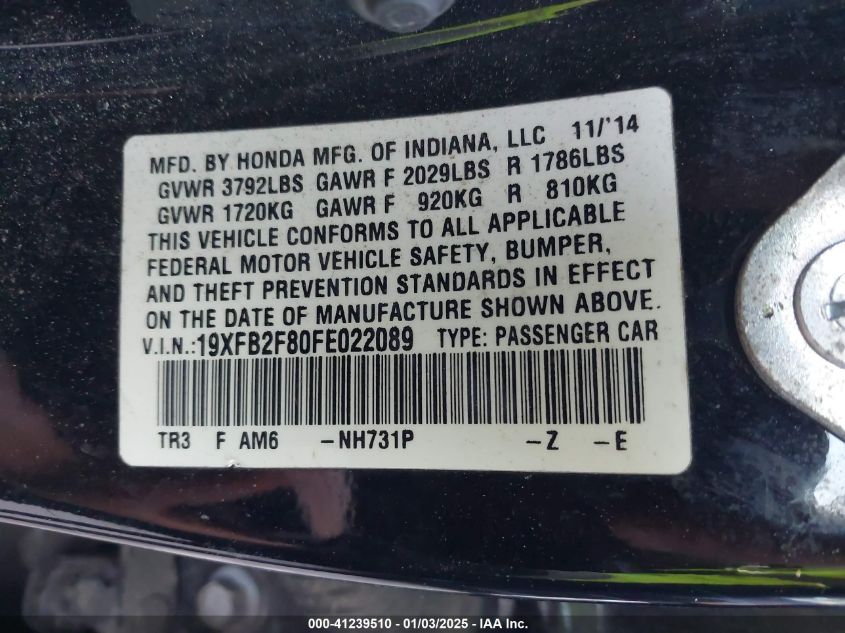 MFD. BY HONDA MFG. OF INDIANA, LLC 11/'14
GVWR 3792LBS GAWR F 2029LBS R 1786LBS
GVWR 1720KG GAWR F 920KG R 810KG
THIS VEHICLE CONFORMS TO ALL APPLICABLE
FEDERAL MOTOR VEHICLE SAFETY, BUMPER,
AND THEFT PREVENTION STANDARDS IN EFFECT
ON THE DATE OF MANUFACTURE SHOWN ABOVE.
V.I.N.:19XFB2F80FE022089 TYPE: PASSENGER CAR
TR3 F AM6 -NH731P -Z -E
000-41239510 - 01/03/2025 - IAAI.com